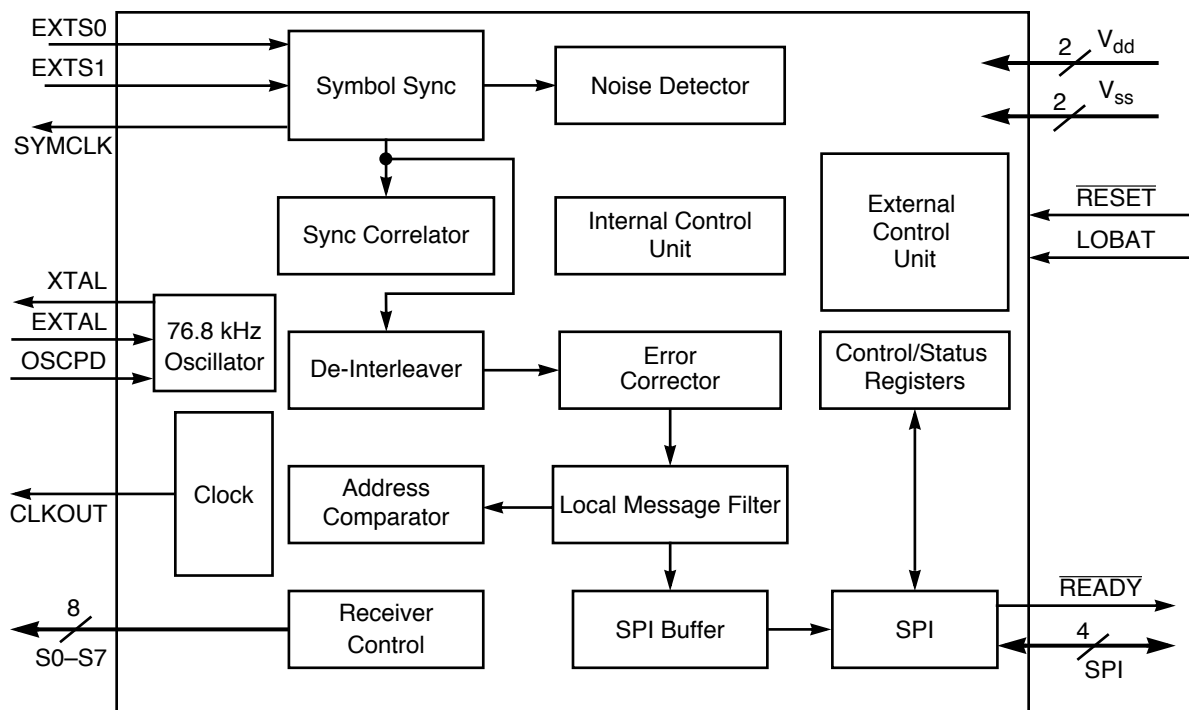 EXTS0
EXTS1
SYMCLK
Symbol Sync
Noise Detector
2
Vdd
2
Vss
Sync Correlator
Internal Control
Unit
External
Control
Unit
RESET
LOBAT
XTAL
EXTAL
OSCPD
76.8 kHz
Oscillator
De-Interleaver
Error
Corrector
Control/Status
Registers
CLKOUT
Clock
Address
Comparator
Local Message Filter
8
S0–S7
Receiver
Control
SPI Buffer
SPI
READY
4
SPI